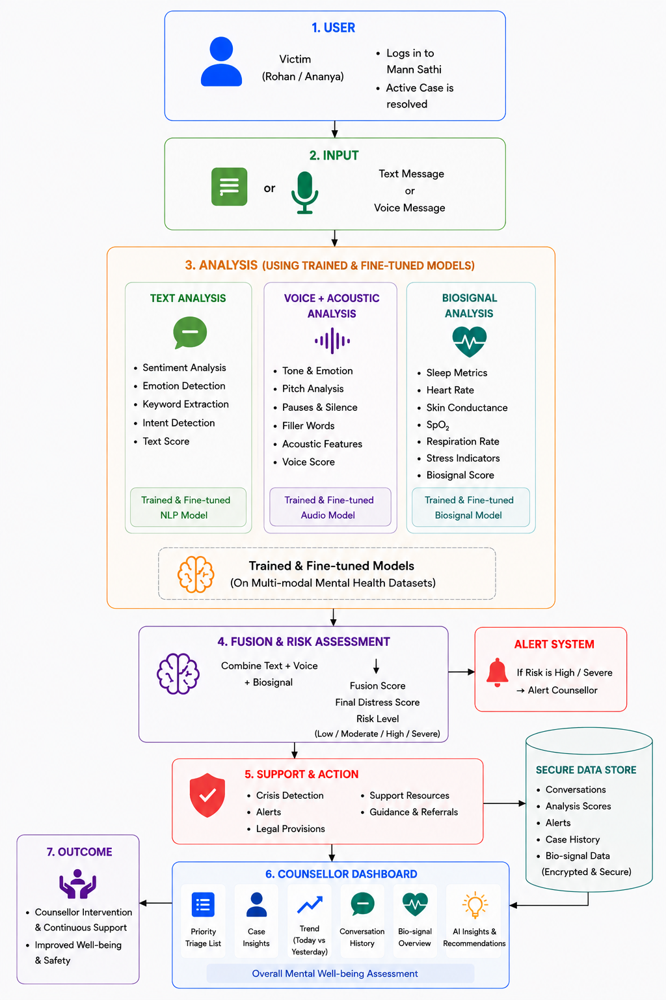 1. USER
Victim
(Rohan / Ananya)
• Logs in to
Mann Sathi
• Active Case is
resolved
2. INPUT
or
Text Message
or
Voice Message
3. ANALYSIS (USING TRAINED & FINE-TUNED MODELS)
TEXT ANALYSIS
• Sentiment Analysis
• Emotion Detection
• Keyword Extraction
• Intent Detection
• Text Score
Trained & Fine-tuned
NLP Model
VOICE + ACOUSTIC
ANALYSIS
• Tone & Emotion
• Pitch Analysis
• Pauses & Silence
• Filler Words
• Acoustic Features
• Voice Score
Trained & Fine-tuned
Audio Model
BIOSIGNAL
ANALYSIS
• Sleep Metrics
• Heart Rate
• Skin Conductance
• SpO₂
• Respiration Rate
• Stress Indicators
• Biosignal Score
Trained & Fine-tuned
Biosignal Model
Trained & Fine-tuned Models
(On Multi-modal Mental Health Datasets)
4. FUSION & RISK ASSESSMENT
Combine Text + Voice
+ Biosignal
Fusion Score
Final Distress Score
Risk Level
(Low / Moderate / High / Severe)
ALERT SYSTEM
If Risk is High / Severe
→ Alert Counsellor
5. SUPPORT & ACTION
• Crisis Detection
• Alerts
• Legal Provisions
• Support Resources
• Guidance & Referrals
SECURE DATA STORE
• Conversations
• Analysis Scores
• Alerts
• Case History
• Bio-signal Data
(Encrypted & Secure)
6. COUNSELLOR DASHBOARD
Priority
Triage List
Case
Insights
Trend
(Today vs
Yesterday)
Conversation
History
Bio-signal
Overview
AI Insights &
Recommendations
Overall Mental Well-being Assessment
7. OUTCOME
• Counsellor Intervention
& Continuous Support
• Improved Well-being
& Safety